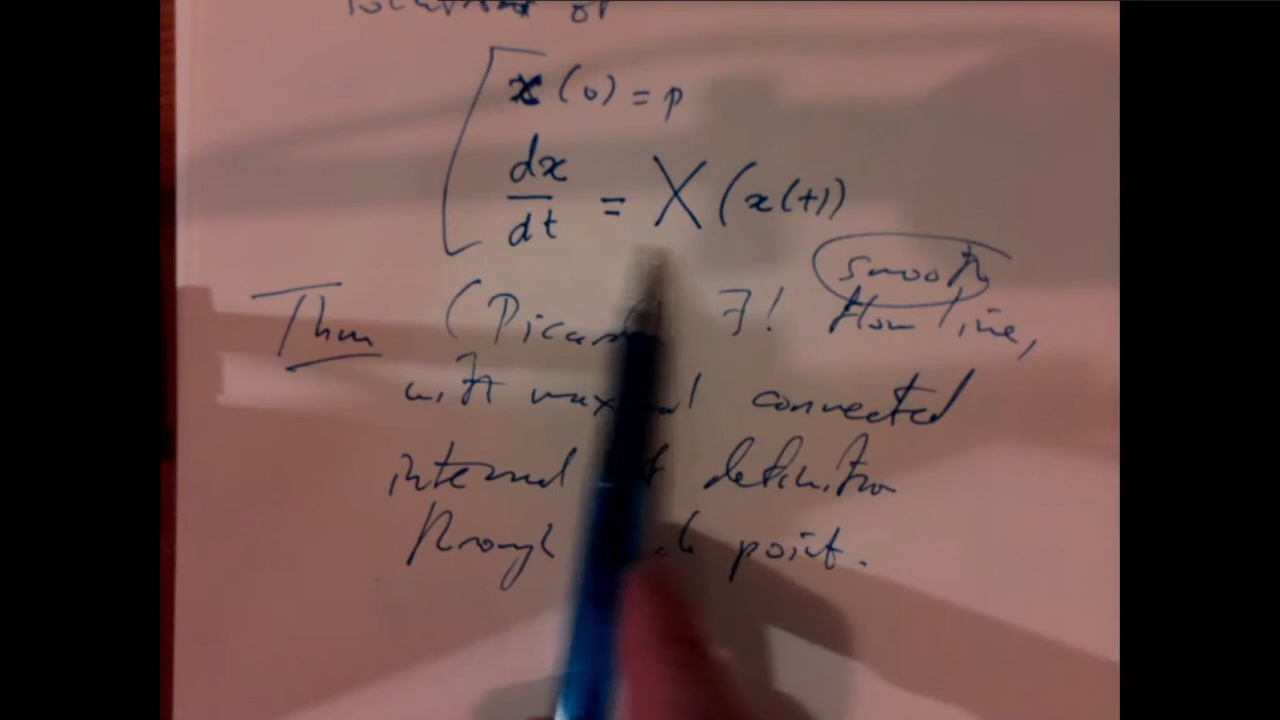 x(0) = p
dx/dt = X(x(t))
smooth
Thm (Picard) ∃! flow line,
with maximal connected
interval of definition
through each point.